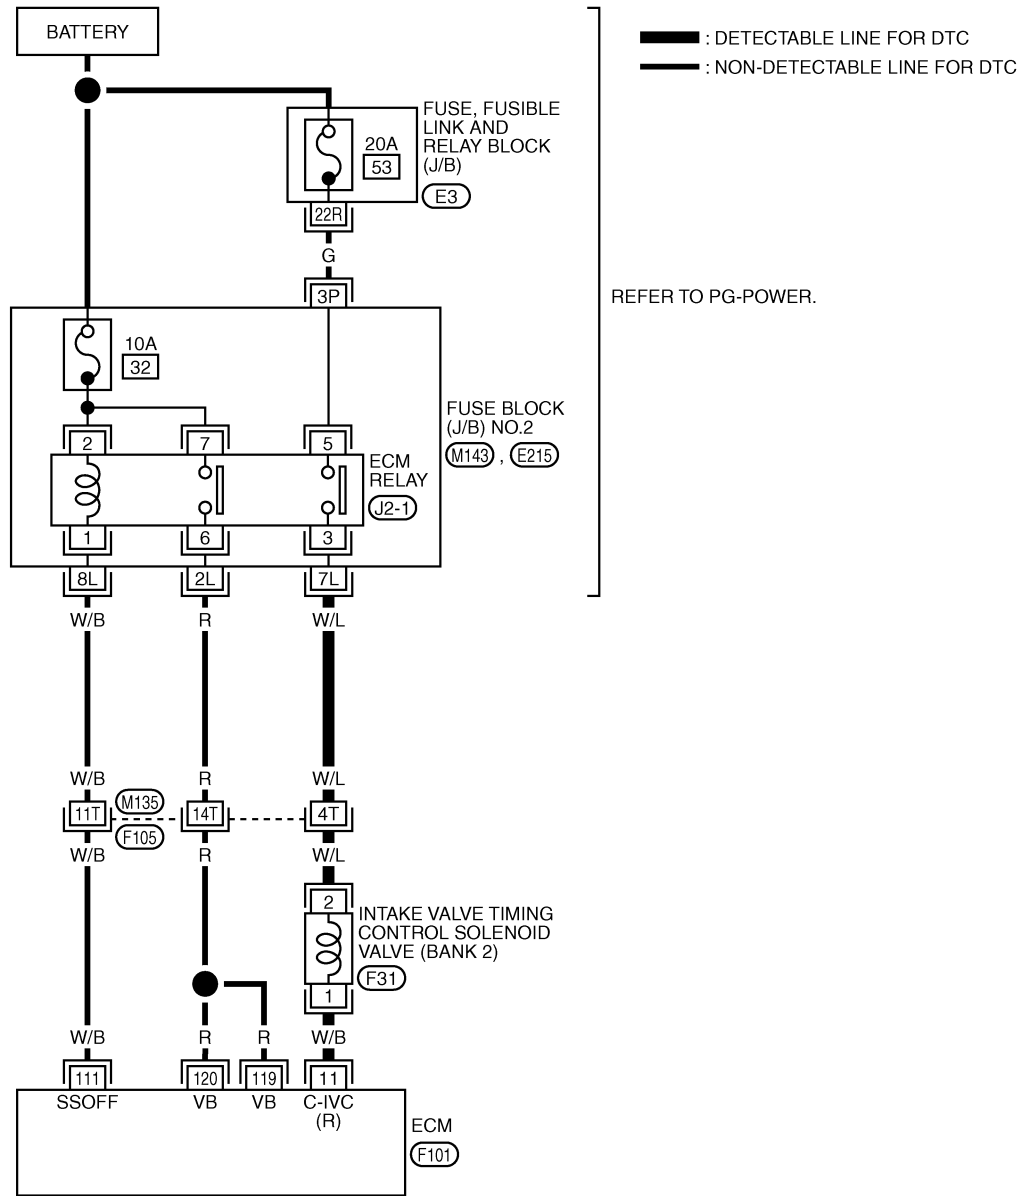 BATTERY
: DETECTABLE LINE FOR DTC
: NON-DETECTABLE LINE FOR DTC
FUSE, FUSIBLE
LINK AND
RELAY BLOCK
(J/B)
E3
20A
53
22R
G
3P
REFER TO PG-POWER.
10A
32
FUSE BLOCK
(J/B) NO.2
M143 , E215
2 7 5
ECM
RELAY
J2-1
1 6 3
8L 2L 7L
W/B R W/L
W/B R W/L
11T M135 14T 4T
F105
W/B R W/L
2
INTAKE VALVE TIMING
CONTROL SOLENOID
VALVE (BANK 2)
F31
1
W/B R R W/B
111 120 119 11
SSOFF VB VB C-IVC
(R)
ECM
F101